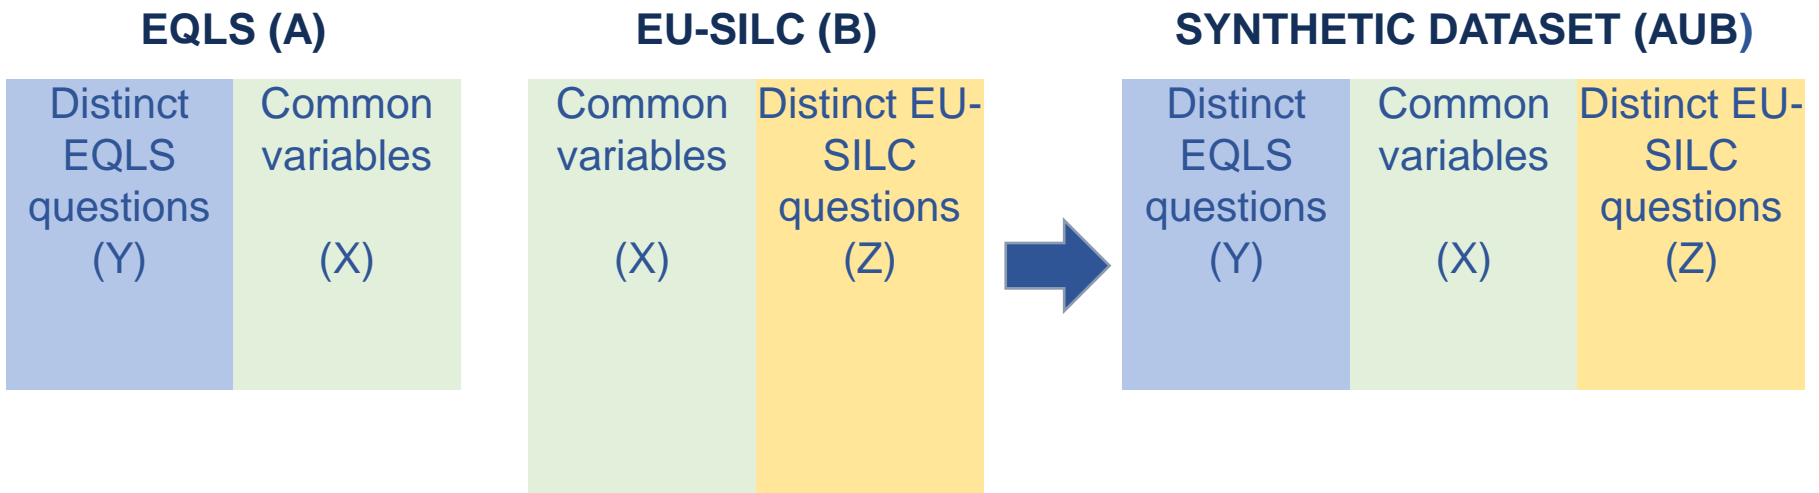 EQLS (A)
EU-SILC (B)
SYNTHETIC DATASET (AUB)
Distinct
EQLS
questions
(Y)
Common
variables
(X)
Common
variables
(X)
Distinct EU-
SILC
questions
(Z)
Distinct
EQLS
questions
(Y)
Common
variables
(X)
Distinct EU-
SILC
questions
(Z)